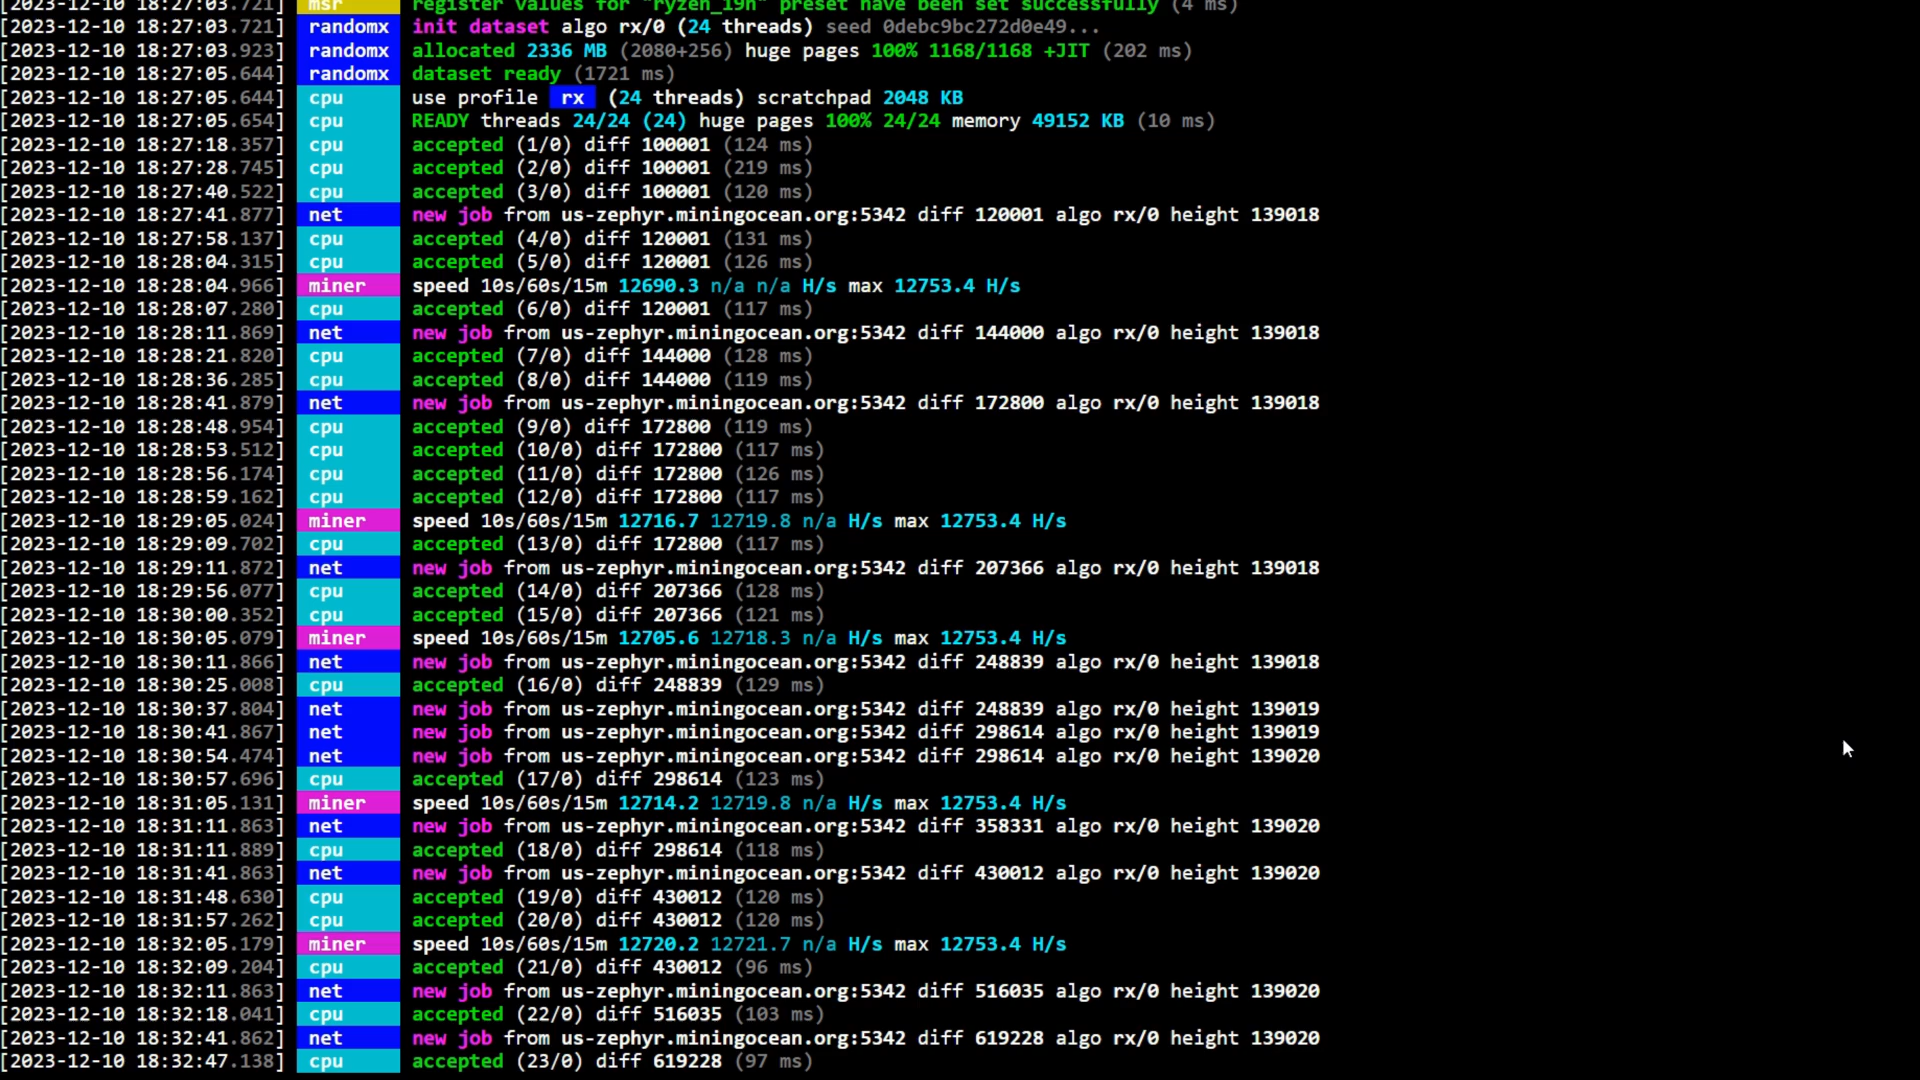 [2023-12-10 18:27:03.721] msr register values for "ryzen_19h" preset have been set successfully (4 ms)
[2023-12-10 18:27:03.721] randomx init dataset algo rx/0 (24 threads) seed 0debc9bc272d0e49...
[2023-12-10 18:27:03.923] randomx allocated 2336 MB (2080+256) huge pages 100% 1168/1168 +JIT (202 ms)
[2023-12-10 18:27:05.644] randomx dataset ready (1721 ms)
[2023-12-10 18:27:05.644] cpu use profile rx (24 threads) scratchpad 2048 KB
[2023-12-10 18:27:05.654] cpu READY threads 24/24 (24) huge pages 100% 24/24 memory 49152 KB (10 ms)
[2023-12-10 18:27:18.357] cpu accepted (1/0) diff 100001 (124 ms)
[2023-12-10 18:27:28.745] cpu accepted (2/0) diff 100001 (219 ms)
[2023-12-10 18:27:40.522] cpu accepted (3/0) diff 100001 (120 ms)
[2023-12-10 18:27:41.877] net new job from us-zephyr.miningocean.org:5342 diff 120001 algo rx/0 height 139018
[2023-12-10 18:27:58.137] cpu accepted (4/0) diff 120001 (131 ms)
[2023-12-10 18:28:04.315] cpu accepted (5/0) diff 120001 (126 ms)
[2023-12-10 18:28:04.966] miner speed 10s/60s/15m 12690.3 n/a n/a H/s max 12753.4 H/s
[2023-12-10 18:28:07.280] cpu accepted (6/0) diff 120001 (117 ms)
[2023-12-10 18:28:11.869] net new job from us-zephyr.miningocean.org:5342 diff 144000 algo rx/0 height 139018
[2023-12-10 18:28:21.820] cpu accepted (7/0) diff 144000 (128 ms)
[2023-12-10 18:28:36.285] cpu accepted (8/0) diff 144000 (119 ms)
[2023-12-10 18:28:41.879] net new job from us-zephyr.miningocean.org:5342 diff 172800 algo rx/0 height 139018
[2023-12-10 18:28:48.954] cpu accepted (9/0) diff 172800 (119 ms)
[2023-12-10 18:28:53.512] cpu accepted (10/0) diff 172800 (117 ms)
[2023-12-10 18:28:56.174] cpu accepted (11/0) diff 172800 (126 ms)
[2023-12-10 18:28:59.162] cpu accepted (12/0) diff 172800 (117 ms)
[2023-12-10 18:29:05.024] miner speed 10s/60s/15m 12716.7 12719.8 n/a H/s max 12753.4 H/s
[2023-12-10 18:29:09.702] cpu accepted (13/0) diff 172800 (117 ms)
[2023-12-10 18:29:11.872] net new job from us-zephyr.miningocean.org:5342 diff 207366 algo rx/0 height 139018
[2023-12-10 18:29:56.077] cpu accepted (14/0) diff 207366 (128 ms)
[2023-12-10 18:30:00.352] cpu accepted (15/0) diff 207366 (121 ms)
[2023-12-10 18:30:05.079] miner speed 10s/60s/15m 12705.6 12718.3 n/a H/s max 12753.4 H/s
[2023-12-10 18:30:11.866] net new job from us-zephyr.miningocean.org:5342 diff 248839 algo rx/0 height 139018
[2023-12-10 18:30:25.008] cpu accepted (16/0) diff 248839 (129 ms)
[2023-12-10 18:30:37.804] net new job from us-zephyr.miningocean.org:5342 diff 248839 algo rx/0 height 139019
[2023-12-10 18:30:41.867] net new job from us-zephyr.miningocean.org:5342 diff 298614 algo rx/0 height 139019
[2023-12-10 18:30:54.474] net new job from us-zephyr.miningocean.org:5342 diff 298614 algo rx/0 height 139020
[2023-12-10 18:30:57.696] cpu accepted (17/0) diff 298614 (123 ms)
[2023-12-10 18:31:05.131] miner speed 10s/60s/15m 12714.2 12719.8 n/a H/s max 12753.4 H/s
[2023-12-10 18:31:11.863] net new job from us-zephyr.miningocean.org:5342 diff 358331 algo rx/0 height 139020
[2023-12-10 18:31:11.889] cpu accepted (18/0) diff 298614 (118 ms)
[2023-12-10 18:31:41.863] net new job from us-zephyr.miningocean.org:5342 diff 430012 algo rx/0 height 139020
[2023-12-10 18:31:48.630] cpu accepted (19/0) diff 430012 (120 ms)
[2023-12-10 18:31:57.262] cpu accepted (20/0) diff 430012 (120 ms)
[2023-12-10 18:32:05.179] miner speed 10s/60s/15m 12720.2 12721.7 n/a H/s max 12753.4 H/s
[2023-12-10 18:32:09.204] cpu accepted (21/0) diff 430012 (96 ms)
[2023-12-10 18:32:11.863] net new job from us-zephyr.miningocean.org:5342 diff 516035 algo rx/0 height 139020
[2023-12-10 18:32:18.041] cpu accepted (22/0) diff 516035 (103 ms)
[2023-12-10 18:32:41.862] net new job from us-zephyr.miningocean.org:5342 diff 619228 algo rx/0 height 139020
[2023-12-10 18:32:47.138] cpu accepted (23/0) diff 619228 (97 ms)